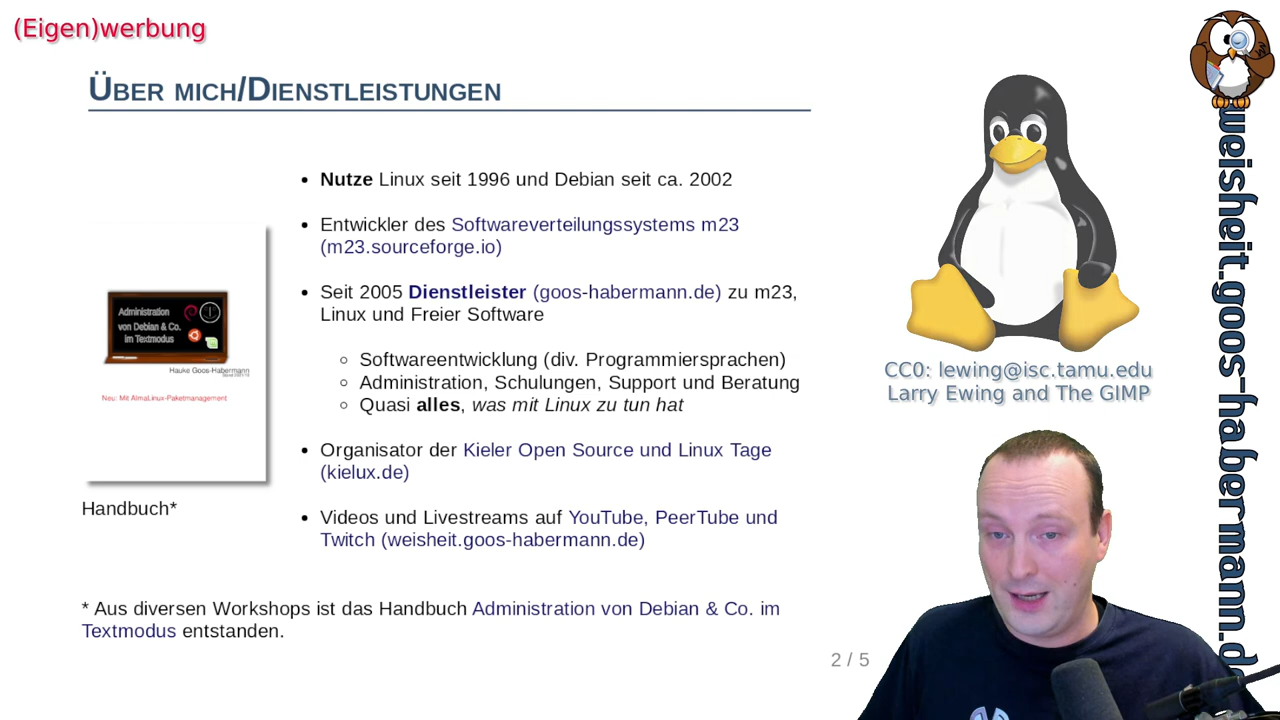 (Eigen)werbung
Über mich/Dienstleistungen
• Nutze Linux seit 1996 und Debian seit ca. 2002
• Entwickler des Softwareverteilungssystems m23
(m23.sourceforge.io)
• Seit 2005 Dienstleister (goos-habermann.de) zu m23,
Linux und Freier Software
◦ Softwareentwicklung (div. Programmiersprachen)
◦ Administration, Schulungen, Support und Beratung
◦ Quasi alles, was mit Linux zu tun hat
• Organisator der Kieler Open Source und Linux Tage
(kielux.de)
• Videos und Livestreams auf YouTube, PeerTube und
Twitch (weisheit.goos-habermann.de)
Administration
von Debian & Co.
im Textmodus
Hauke Goos-Habermann
Neu: Mit AlmaLinux-Paketmanagement
Handbuch*
* Aus diversen Workshops ist das Handbuch Administration von Debian & Co. im
Textmodus entstanden.
2 / 5
CC0: lewing@isc.tamu.edu
Larry Ewing and The GIMP
weisheit.goos-habermann.de